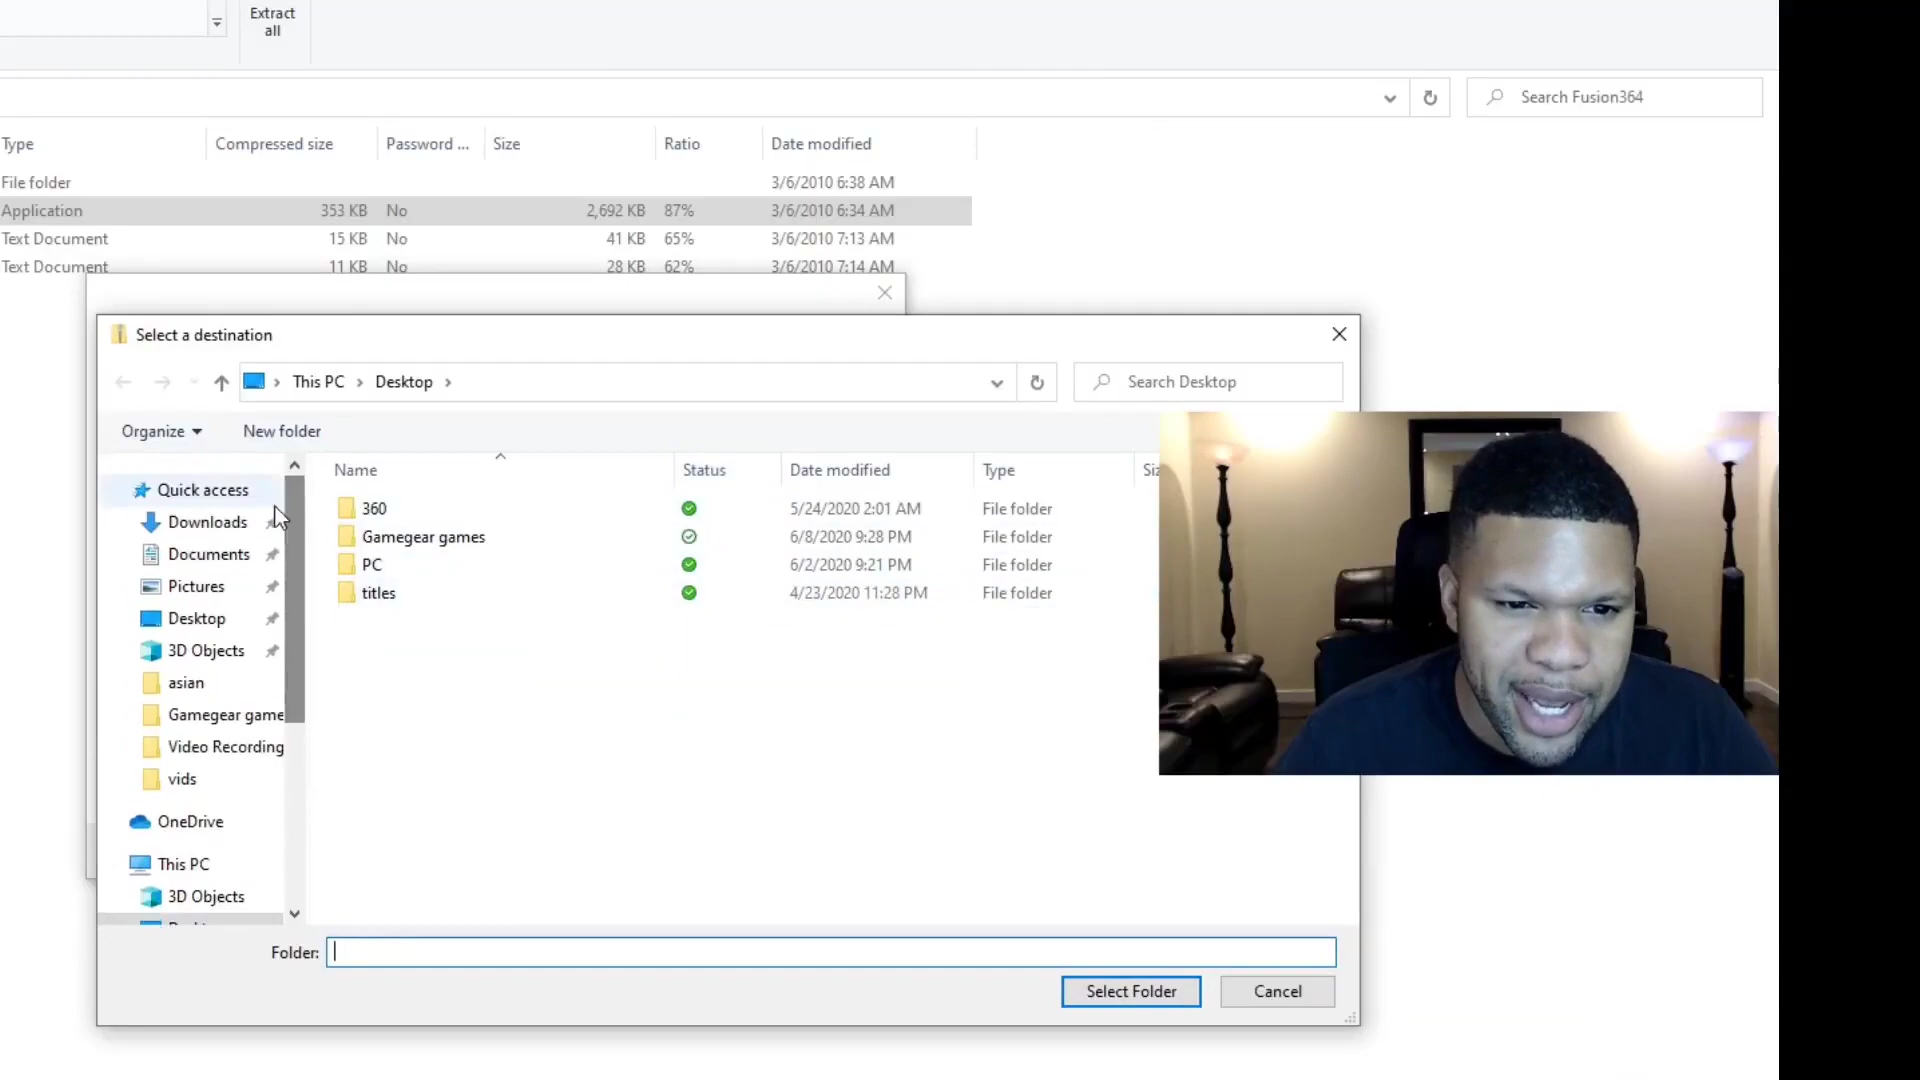 Extract
all
Search Fusion364
Type Compressed size Password ... Size Ratio Date modified
File folder 3/6/2010 6:38 AM
Application 353 KB No 2,692 KB 87% 3/6/2010 6:34 AM
Text Document 15 KB No 41 KB 65% 3/6/2010 7:13 AM
Text Document 11 KB No 28 KB 62% 3/6/2010 7:14 AM
Select a destination
This PC Desktop
Search Desktop
Organize New folder
Name Status Date modified Type
Quick access
Downloads
Documents
Pictures
Desktop
3D Objects
asian
Gamegear game
Video Recording
vids
OneDrive
This PC
3D Objects
360 5/24/2020 2:01 AM File folder
Gamegear games 6/8/2020 9:28 PM File folder
PC 6/2/2020 9:21 PM File folder
titles 4/23/2020 11:28 PM File folder
Folder:
Select Folder Cancel